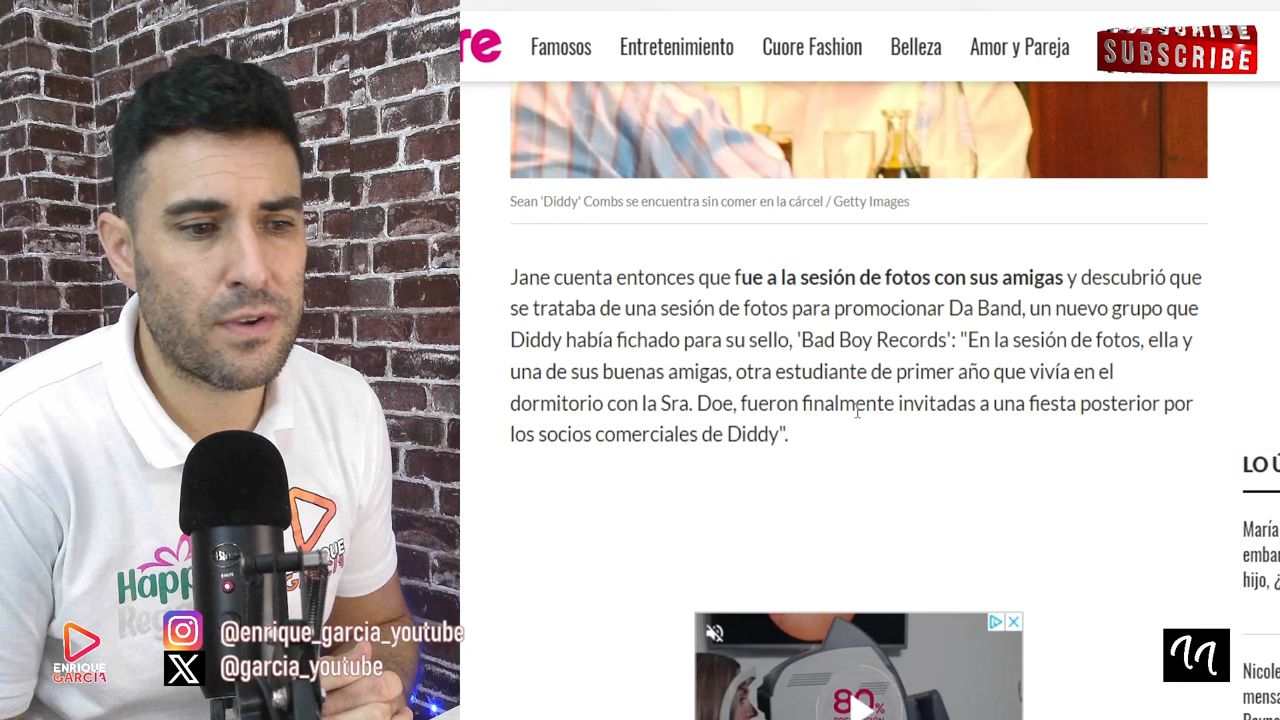 re
Famosos
Entretenimiento
Cuore Fashion
Belleza
Amor y Pareja
SUBSCRIBE
SUBSCRIBE
Sean 'Diddy' Combs se encuentra sin comer en la cárcel / Getty Images
Jane cuenta entonces que fue a la sesión de fotos con sus amigas y descubrió que
se trataba de una sesión de fotos para promocionar Da Band, un nuevo grupo que
Diddy había fichado para su sello, 'Bad Boy Records': "En la sesión de fotos, ella y
una de sus buenas amigas, otra estudiante de primer año que vivía en el
dormitorio con la Sra. Doe, fueron finalmente invitadas a una fiesta posterior por
los socios comerciales de Diddy".
LO Ú
María
embar
hijo, ¿
Nicole
mensa
80%
Happ
ENRIQUE
GARCIA
@enrique_garcia_youtube
@garcia_youtube